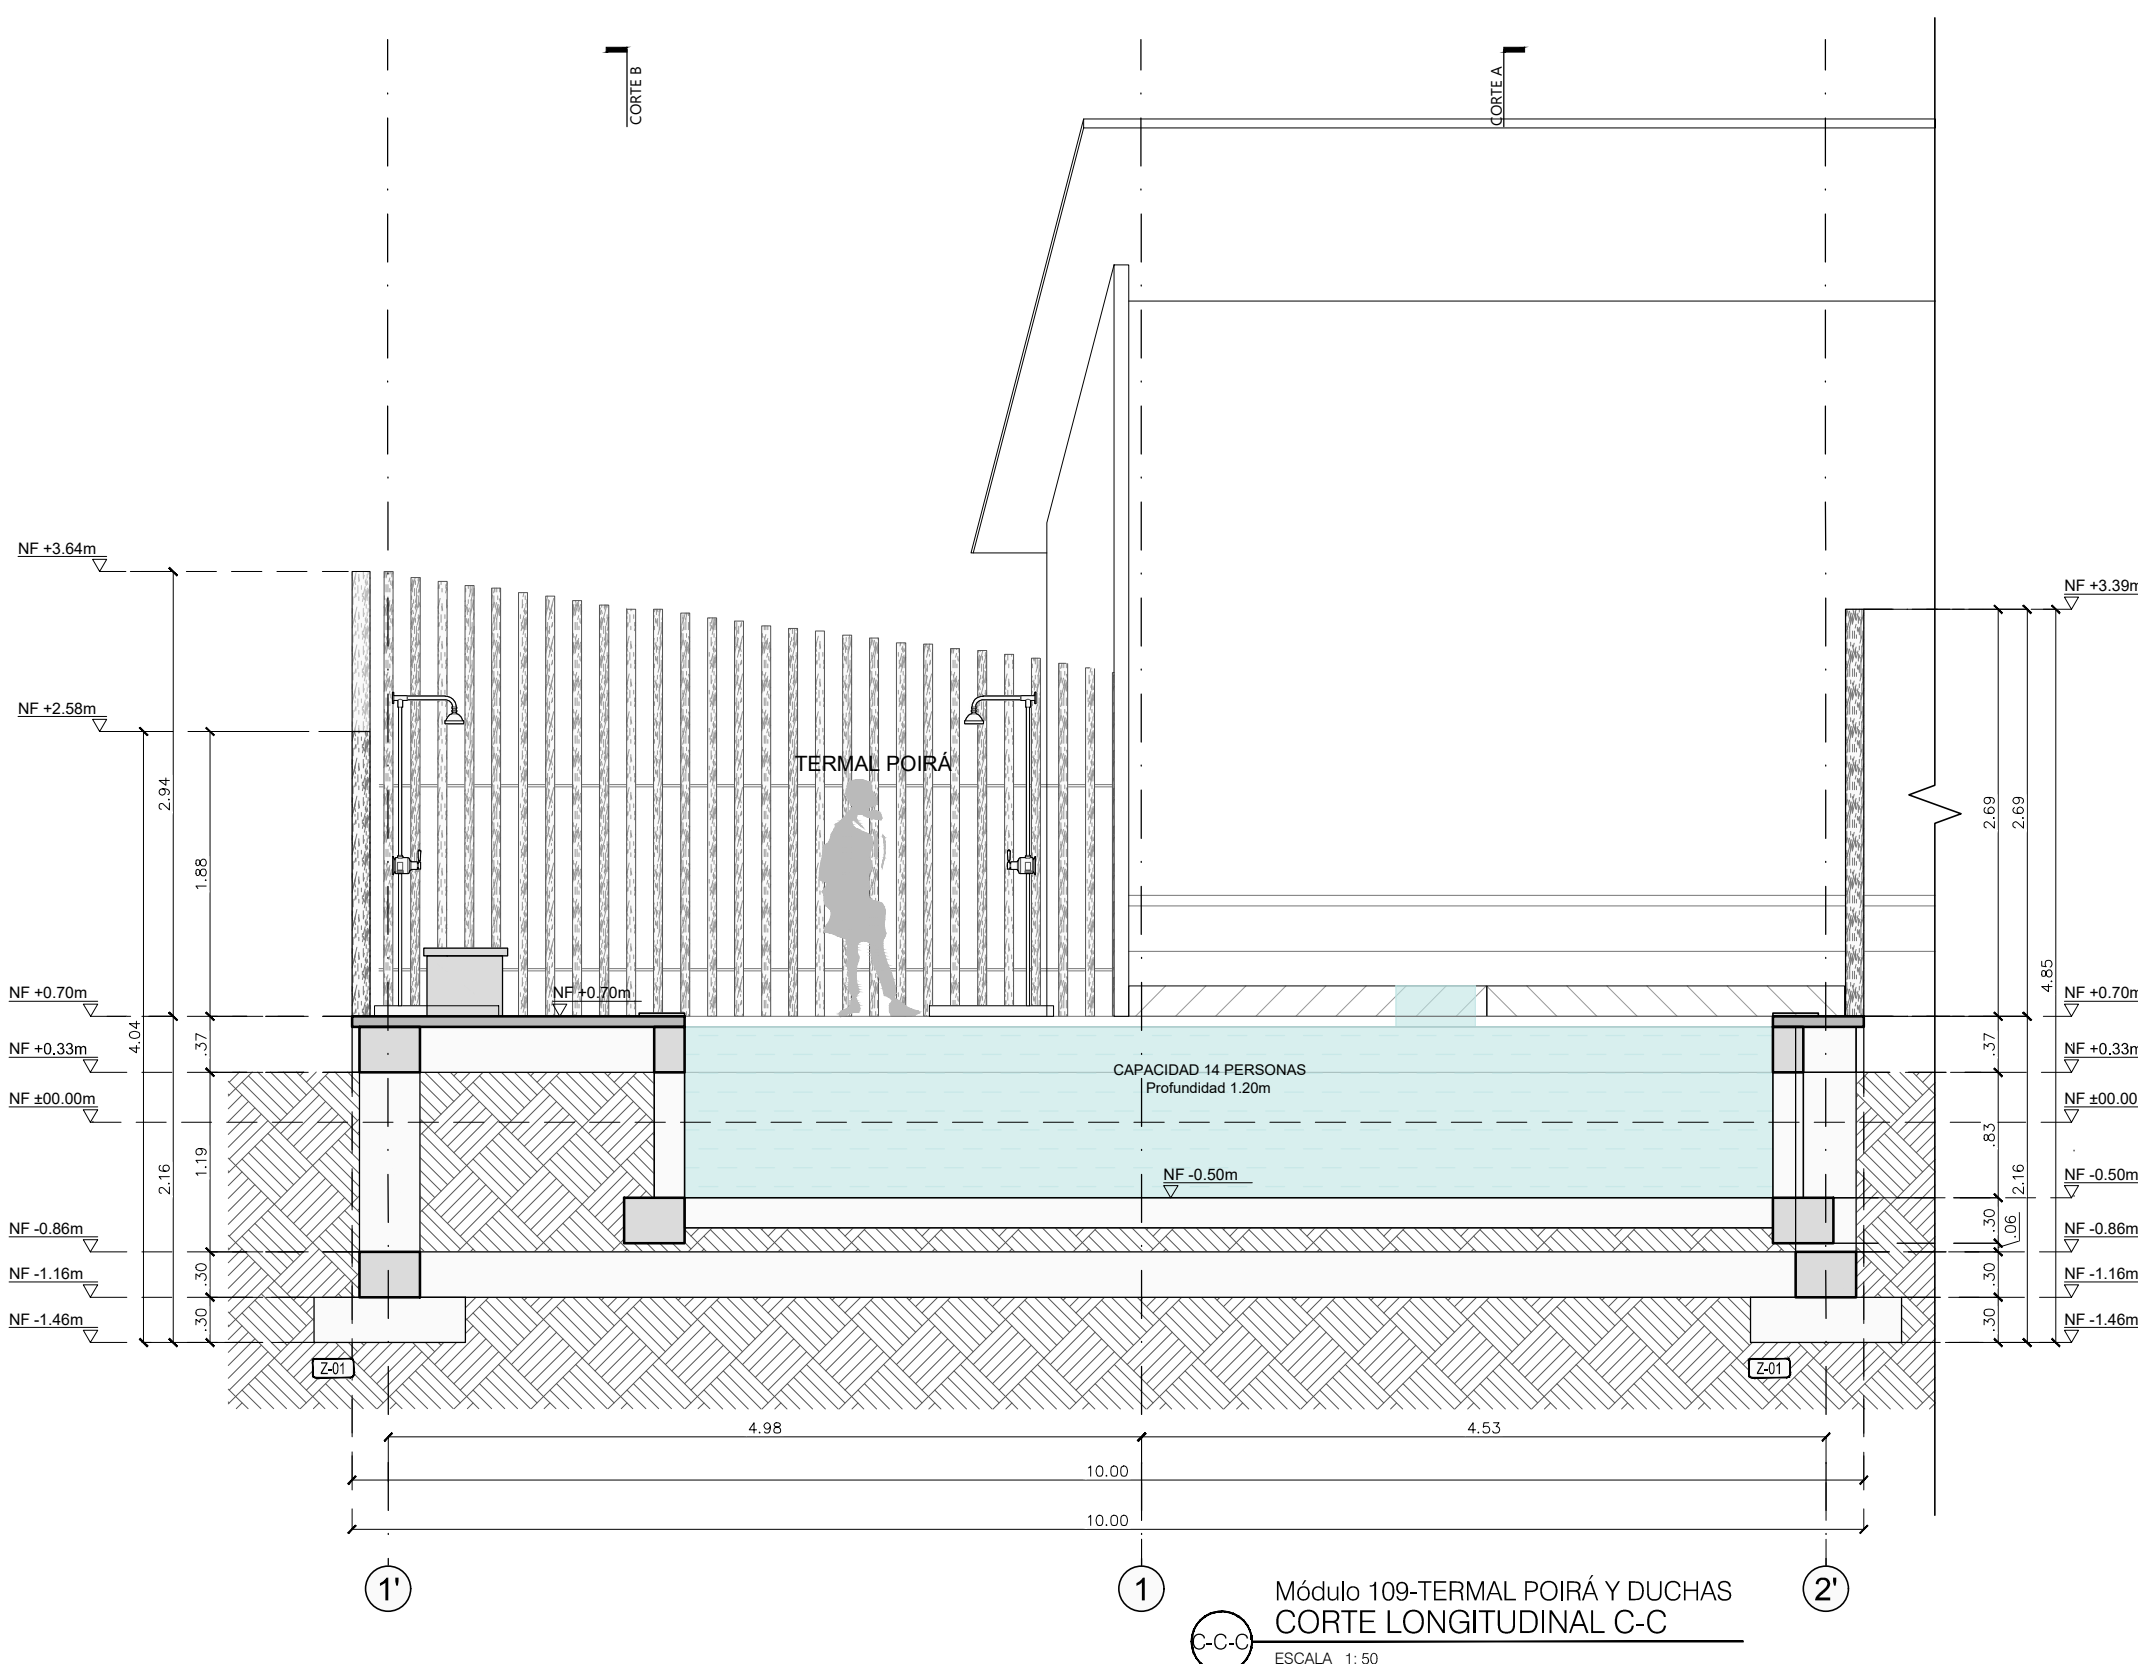 CORTE B
CORTE A
NF +3.64m
NF +3.39m
NF +2.58m
2.94
1.88
TERMAL POIRÁ
2.69
2.69
4.85
NF +0.70m
NF +0.70m
NF +0.70m
4.04
.37
.37
NF +0.33m
NF +0.33m
CAPACIDAD 14 PERSONAS
Profundidad 1.20m
NF ±00.00m
NF ±00.00
1.19
2.16
.83
2.16
NF -0.50m
NF -0.50m
.30
.06
NF -0.86m
NF -0.86m
.30
.30
NF -1.16m
NF -1.16m
.30
.30
NF -1.46m
NF -1.46m
Z-01
Z-01
4.98
4.53
10.00
10.00
1'
1
2'
Módulo 109-TERMAL POIRÁ Y DUCHAS
CORTE LONGITUDINAL C-C
C-C-C
ESCALA 1: 50